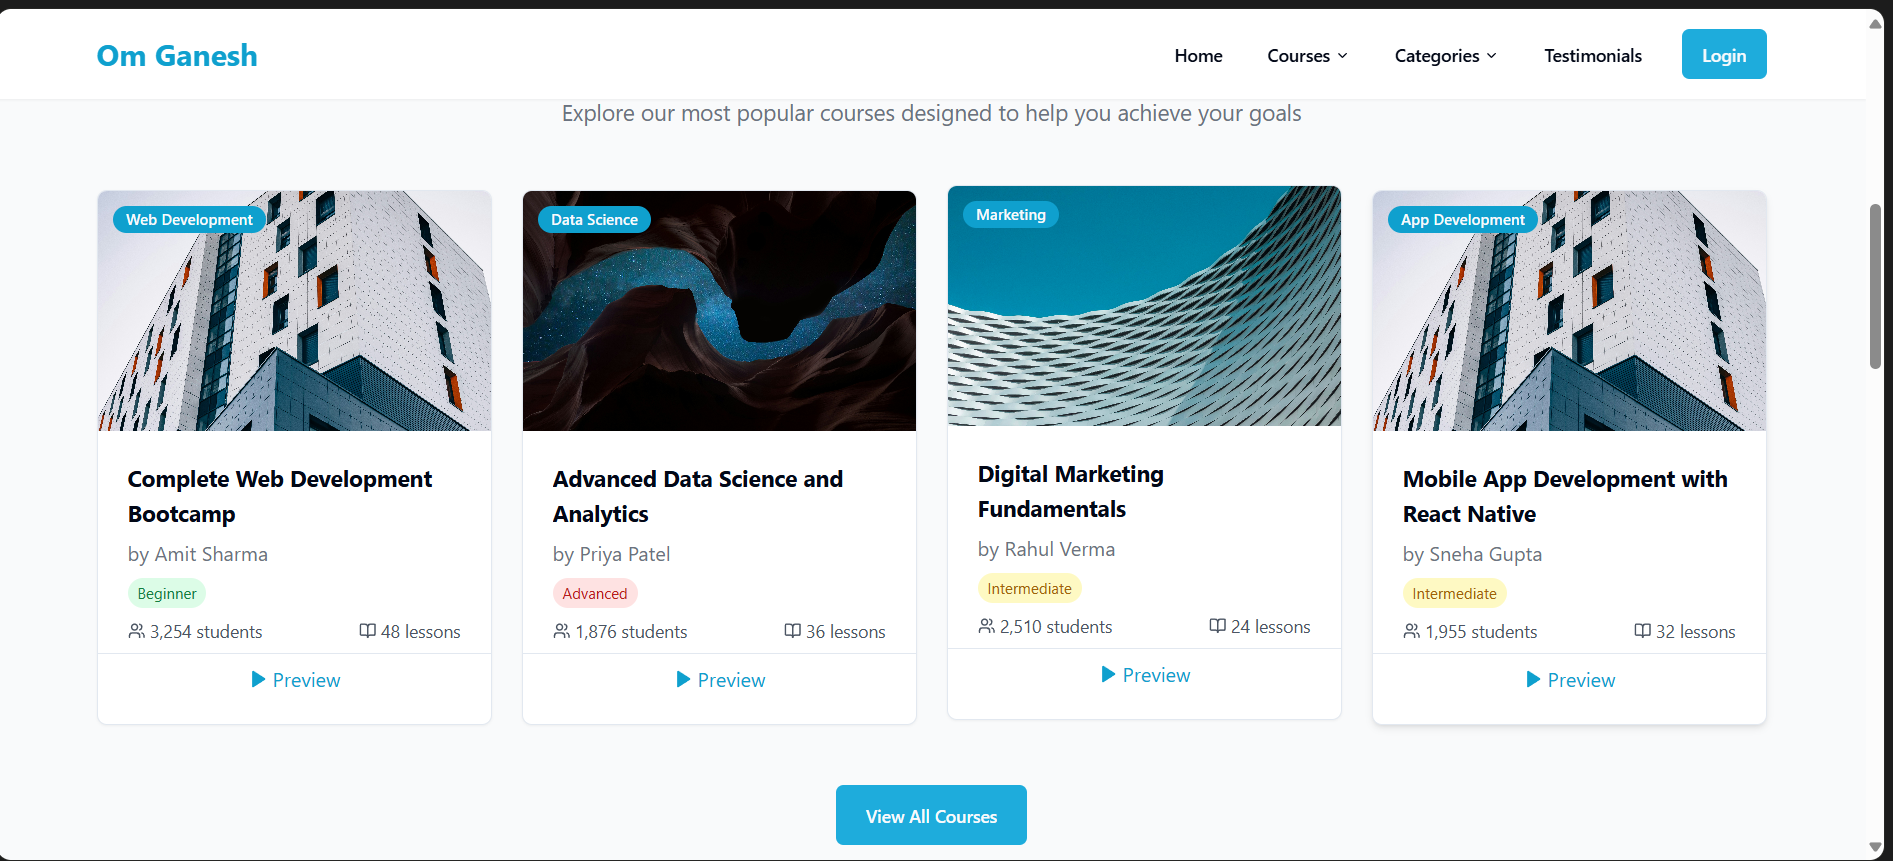 Om Ganesh
Home
Courses
Categories
Testimonials
Login
Explore our most popular courses designed to help you achieve your goals
Web Development
Complete Web Development
Bootcamp
by Amit Sharma
Beginner
3,254 students
48 lessons
Preview
Data Science
Advanced Data Science and
Analytics
by Priya Patel
Advanced
1,876 students
36 lessons
Preview
Marketing
Digital Marketing
Fundamentals
by Rahul Verma
Intermediate
2,510 students
24 lessons
Preview
App Development
Mobile App Development with
React Native
by Sneha Gupta
Intermediate
1,955 students
32 lessons
Preview
View All Courses